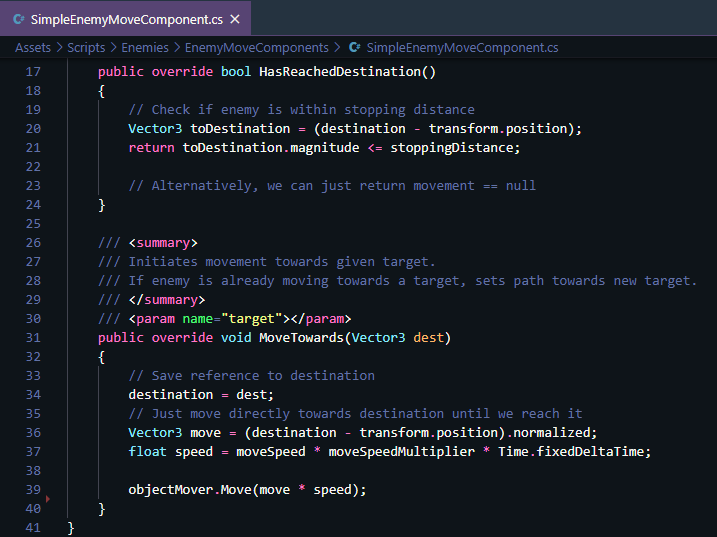 SimpleEnemyMoveComponent.cs ×
Assets > Scripts > Enemies > EnemyMoveComponents > SimpleEnemyMoveComponent.cs
17 public override bool HasReachedDestination()
18 {
19 // Check if enemy is within stopping distance
20 Vector3 toDestination = (destination - transform.position);
21 return toDestination.magnitude <= stoppingDistance;
22
23 // Alternatively, we can just return movement == null
24 }
25
26 /// <summary>
27 /// Initiates movement towards given target.
28 /// If enemy is already moving towards a target, sets path towards new target.
29 /// </summary>
30 /// <param name="target"></param>
31 public override void MoveTowards(Vector3 dest)
32 {
33 // Save reference to destination
34 destination = dest;
35 // Just move directly towards destination until we reach it
36 Vector3 move = (destination - transform.position).normalized;
37 float speed = moveSpeed * moveSpeedMultiplier * Time.fixedDeltaTime;
38
39 objectMover.Move(move * speed);
40 }
41 }